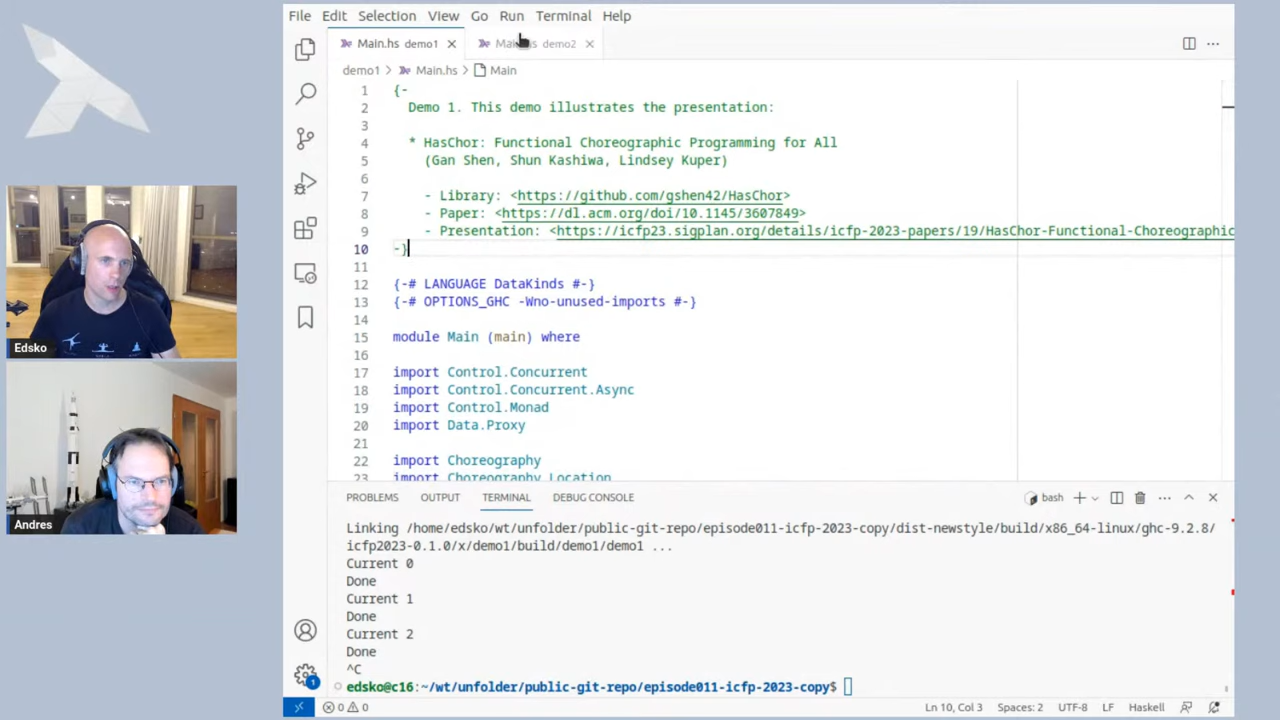 File Edit Selection View Go Run Terminal Help
Main.hs demo1
demo2
demo1 > Main.hs > Main
1 {-
2 Demo 1. This demo illustrates the presentation:
3
4 * HasChor: Functional Choreographic Programming for All
5 (Gan Shen, Shun Kashiwa, Lindsey Kuper)
6
7 - Library: <https://github.com/gshen42/HasChor>
8 - Paper: <https://dl.acm.org/doi/10.1145/3607849>
9 - Presentation: <https://icfp23.sigplan.org/details/icfp-2023-papers/19/HasChor-Functional-Choreographic
10 -}
11
12 {-# LANGUAGE DataKinds #-}
13 {-# OPTIONS_GHC -Wno-unused-imports #-}
14
15 module Main (main) where
16
17 import Control.Concurrent
18 import Control.Concurrent.Async
19 import Control.Monad
20 import Data.Proxy
21
22 import Choreography
23 import Choreography.Location
PROBLEMS OUTPUT TERMINAL DEBUG CONSOLE
bash
Linking /home/edsko/wt/unfolder/public-git-repo/episode011-icfp-2023-copy/dist-newstyle/build/x86_64-linux/ghc-9.2.8/
icfp2023-0.1.0/x/demo1/build/demo1/demo1 ...
Current 0
Done
Current 1
Done
Current 2
Done
^C
edsko@c16:~/wt/unfolder/public-git-repo/episode011-icfp-2023-copy$
1
0 0
Ln 10, Col 3 Spaces: 2 UTF-8 LF Haskell
Edsko
Andres